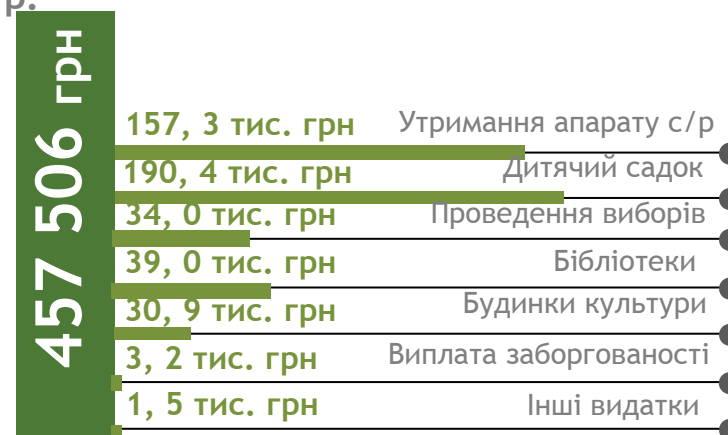 р.
457 506 грн
157, 3 тис. грн Утримання апарату с/р
190, 4 тис. грн Дитячий садок
34, 0 тис. грн Проведення виборів
39, 0 тис. грн Бібліотеки
30, 9 тис. грн Будинки культури
3, 2 тис. грн Виплата заборгованості
1, 5 тис. грн Інші видатки